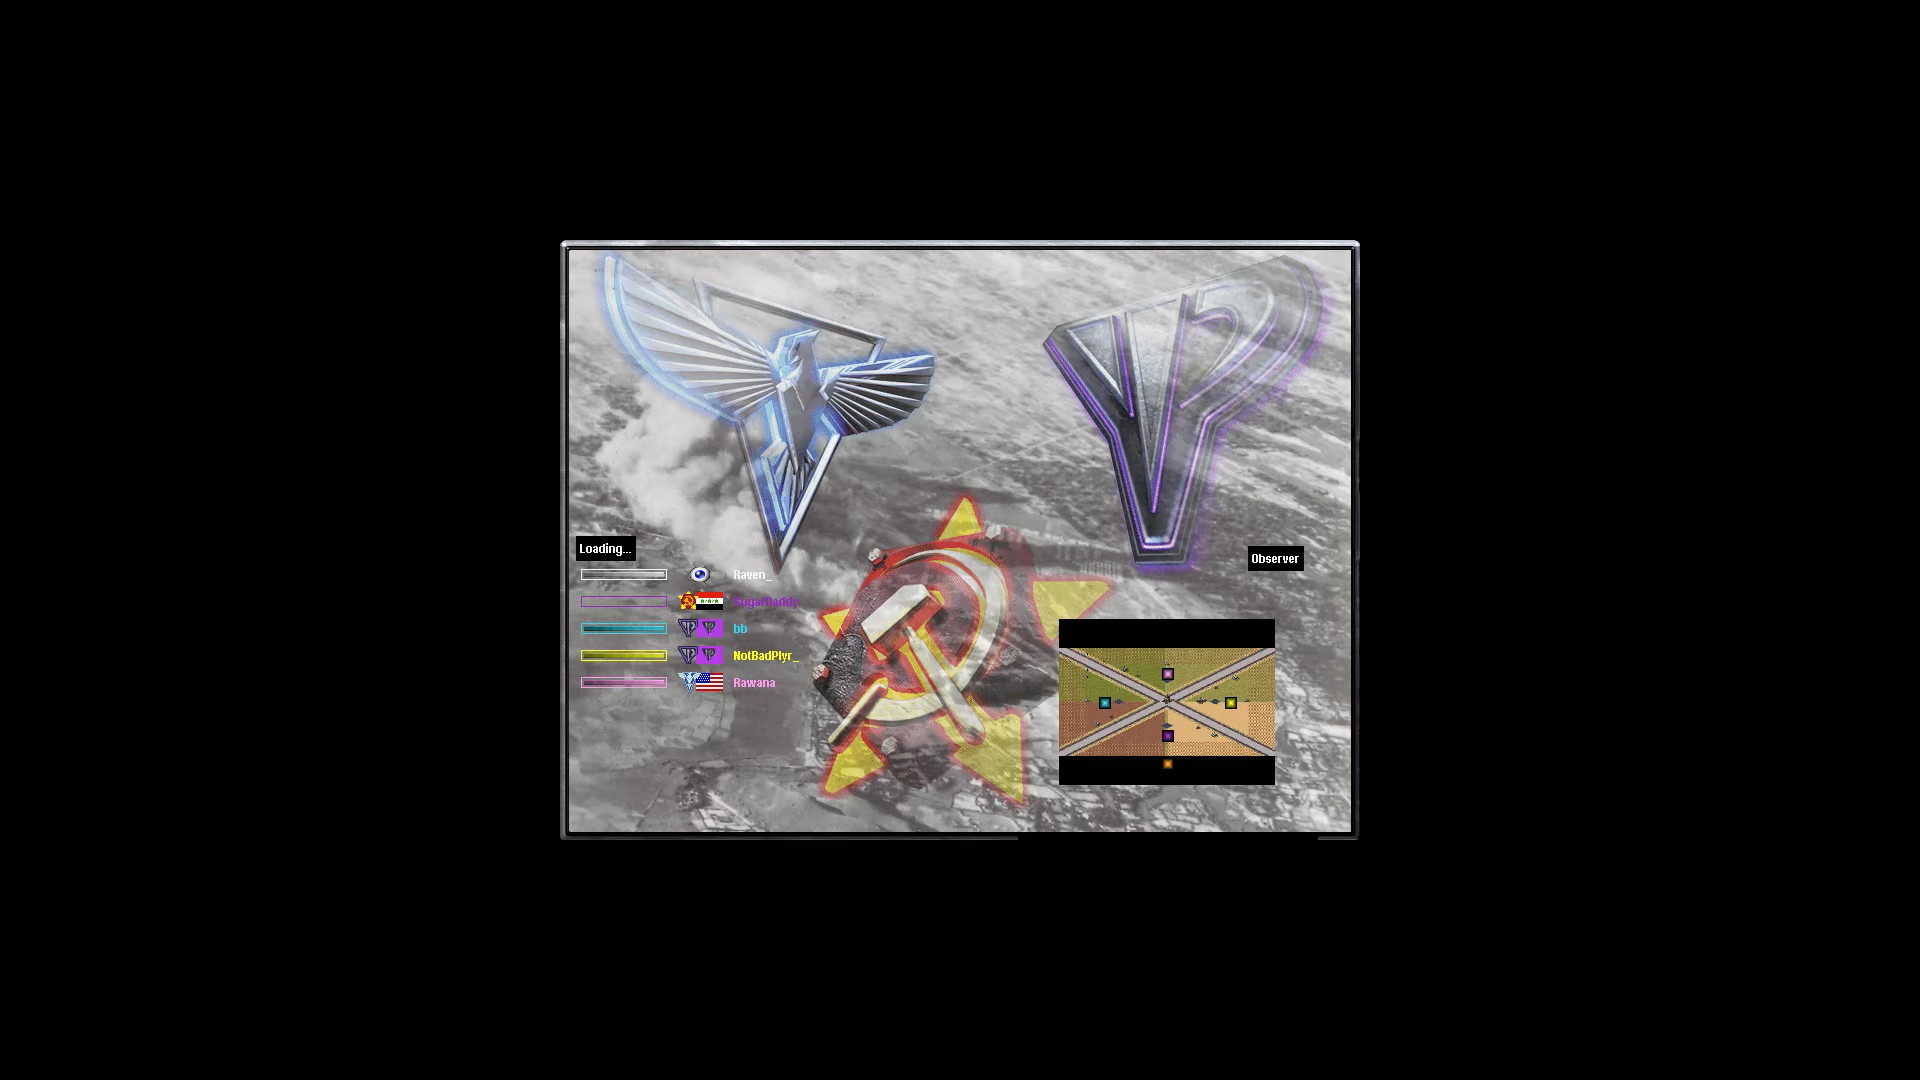 Loading...
Observer
Raven_
SugarDaddy
bb
NotBadPlyr_
Rawana